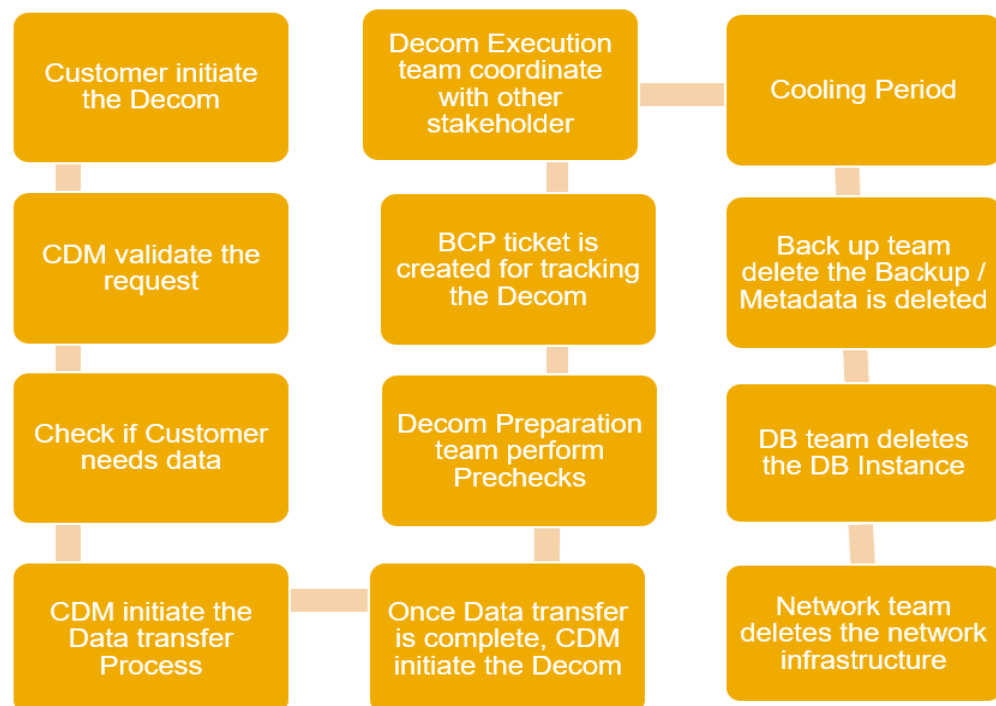 Customer initiate
the Decom
CDM validate the
request
Check if Customer
needs data
CDM initiate the
Data transfer
Process
Once Data transfer
is complete, CDM
initiate the Decom
Decom Preparation
team perform
Prechecks
BCP ticket is
created for tracking
the Decom
Decom Execution
team coordinate
with other
stakeholder
Cooling Period
Back up team
delete the Backup /
Metadata is deleted
DB team deletes
the DB Instance
Network team
deletes the network
infrastructure